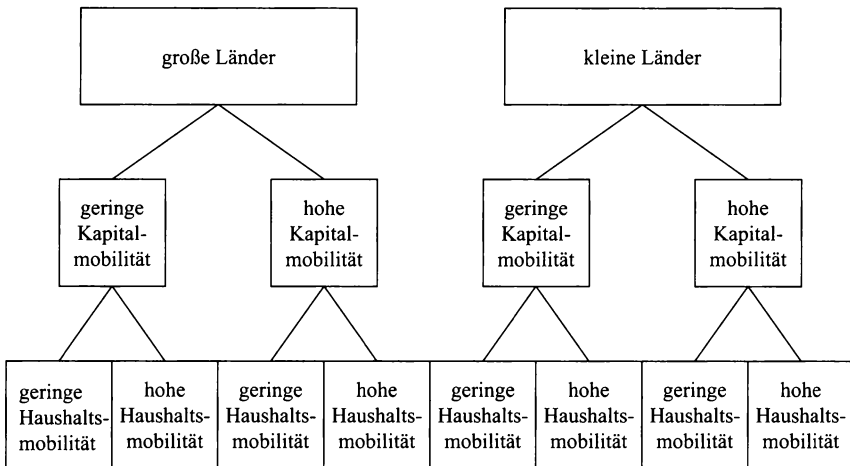 große Länder
kleine Länder
geringe
Kapital-
mobilität
hohe
Kapital-
mobilität
geringe
Kapital-
mobilität
hohe
Kapital-
mobilität
geringe
Haushalts-
mobilität
hohe
Haushalts-
mobilität
geringe
Haushalts-
mobilität
hohe
Haushalts-
mobilität
geringe
Haushalts-
mobilität
hohe
Haushalts-
mobilität
geringe
Haushalts-
mobilität
hohe
Haushalts-
mobilität